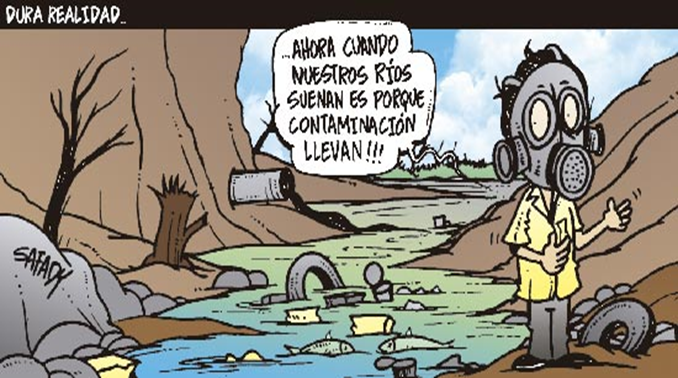 DURA REALIDAD..
...AHORA CUANDO
NUESTROS RÍOS
SUENAN ES PORQUE
CONTAMINACIÓN
LLEVAN!!!
SAFADY